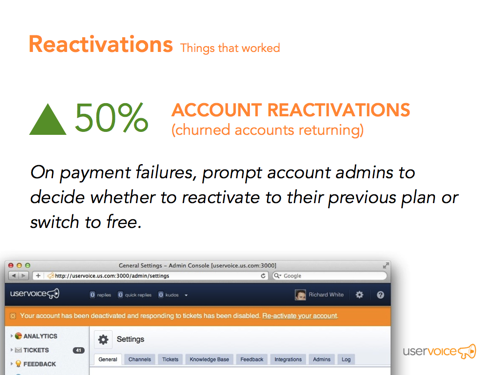 Reactivations Things that worked
50% ACCOUNT REACTIVATIONS
(churned accounts returning)
On payment failures, prompt account admins to
decide whether to reactivate to their previous plan or
switch to free.
General Settings – Admin Console [uservoice.us.com:3000]
http://uservoice.us.com:3000/admin/settings
Google
uservoice
0 replies 0 quick replies 0 kudos
Richard White
Your account has been deactivated and responding to tickets has been disabled. Re-activate your account.
ANALYTICS
TICKETS
FEEDBACK
Settings
General Channels Tickets Knowledge Base Feedback Integrations Admins Log
uservoice